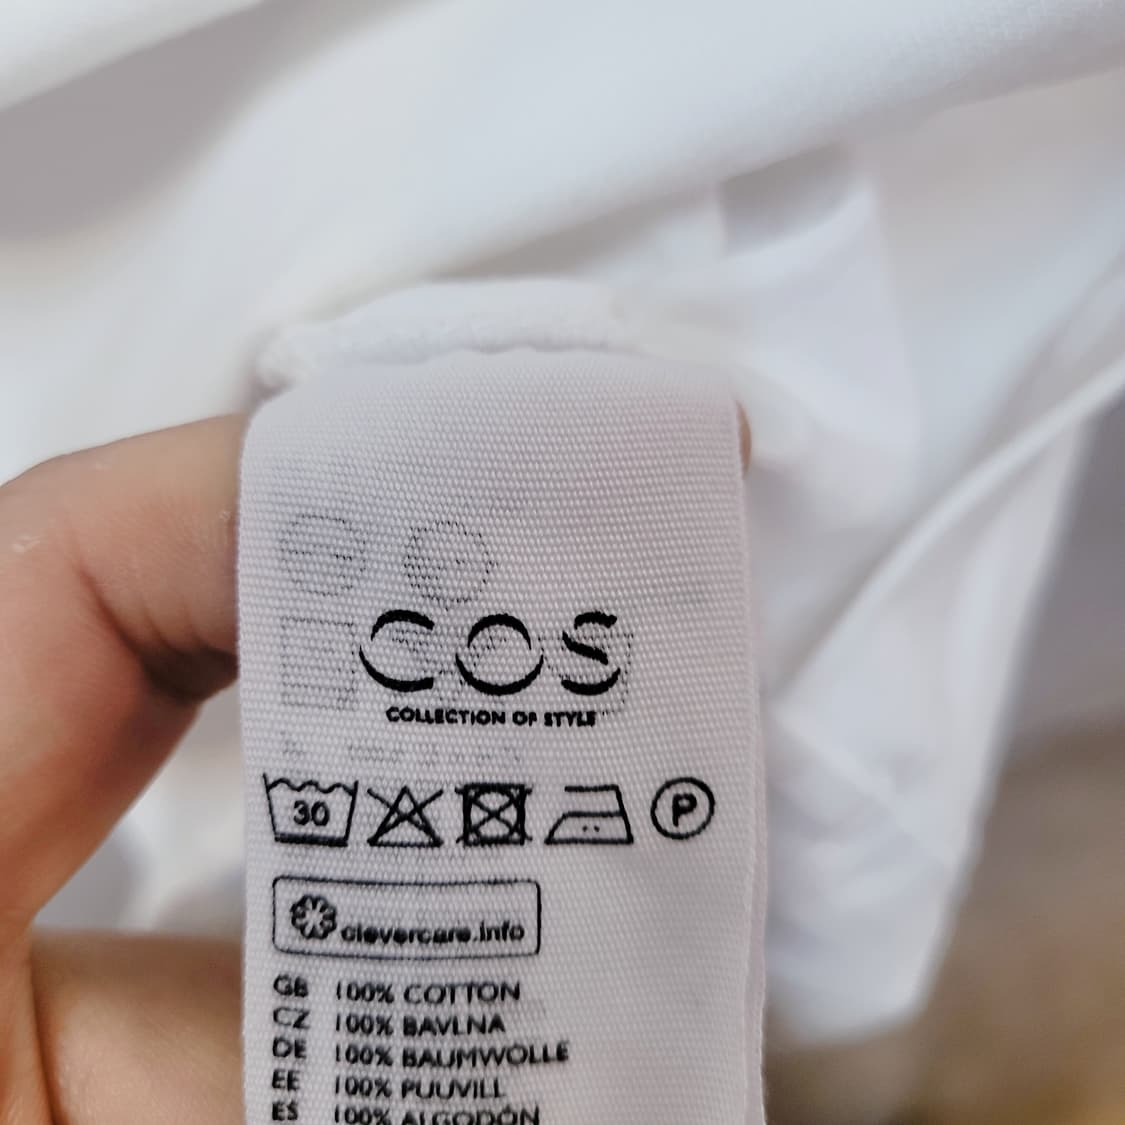 COS
COLLECTION OF STYLE
30
P
clevercare.info
GB 100% COTTON
CZ 100% BAVLNA
DE 100% BAUMWOLLE
EE 100% PUUVILL
ES 100% ALGODÓN